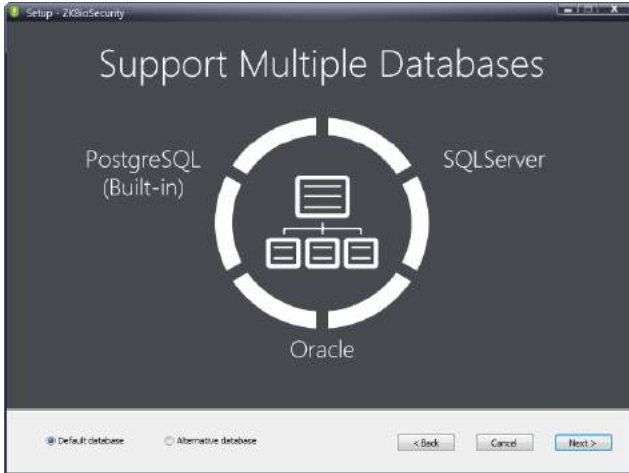 Setup - ZKBioSecurity
Support Multiple Databases
PostgreSQL
(Built-in)
SQLServer
Oracle
Default database
Alternative database
< Back
Cancel
Next >